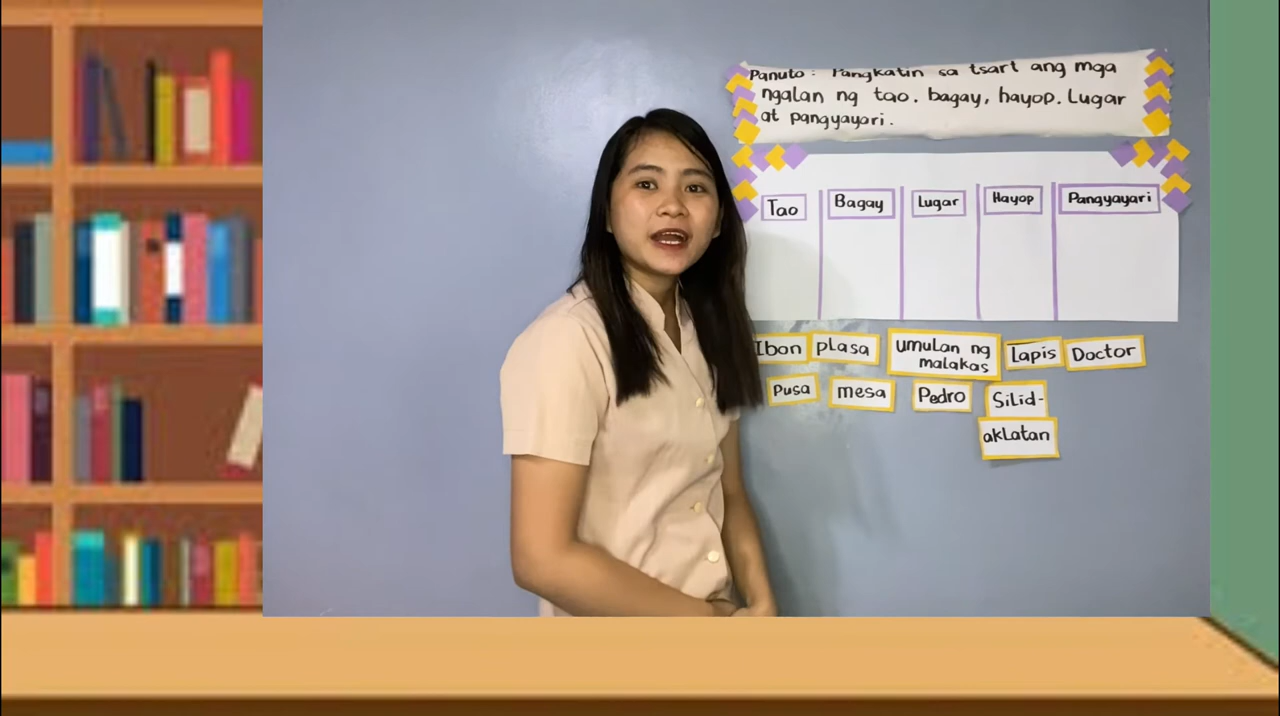 Panuto: Pangkatin sa tsart ang mga
ngalan ng tao. bagay, hayop. Lugar
at pangyayari.
Tao
Bagay
Lugar
Hayop
Pangyayari
Ibon
plasa
umulan ng
malakas
Lapis
Doctor
Pusa
mesa
Pedro
Silid-
akLatan